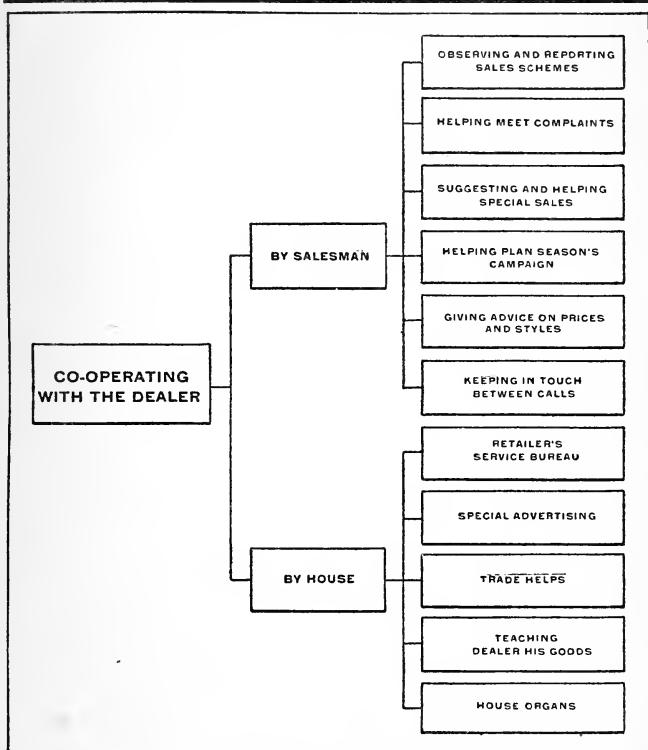 OBSERVING AND REPORTING
SALES SCHEMES
HELPING MEET COMPLAINTS
SUGGESTING AND HELPING
SPECIAL SALES
BY SALESMAN
HELPING PLAN SEASON'S
CAMPAIGN
GIVING ADVICE ON PRICES
AND STYLES
CO-OPERATING
WITH THE DEALER
KEEPING IN TOUCH
BETWEEN CALLS
RETAILER'S
SERVICE BUREAU
SPECIAL ADVERTISING
BY HOUSE
TRADE HELPS
TEACHING
DEALER HIS GOODS
HOUSE ORGANS